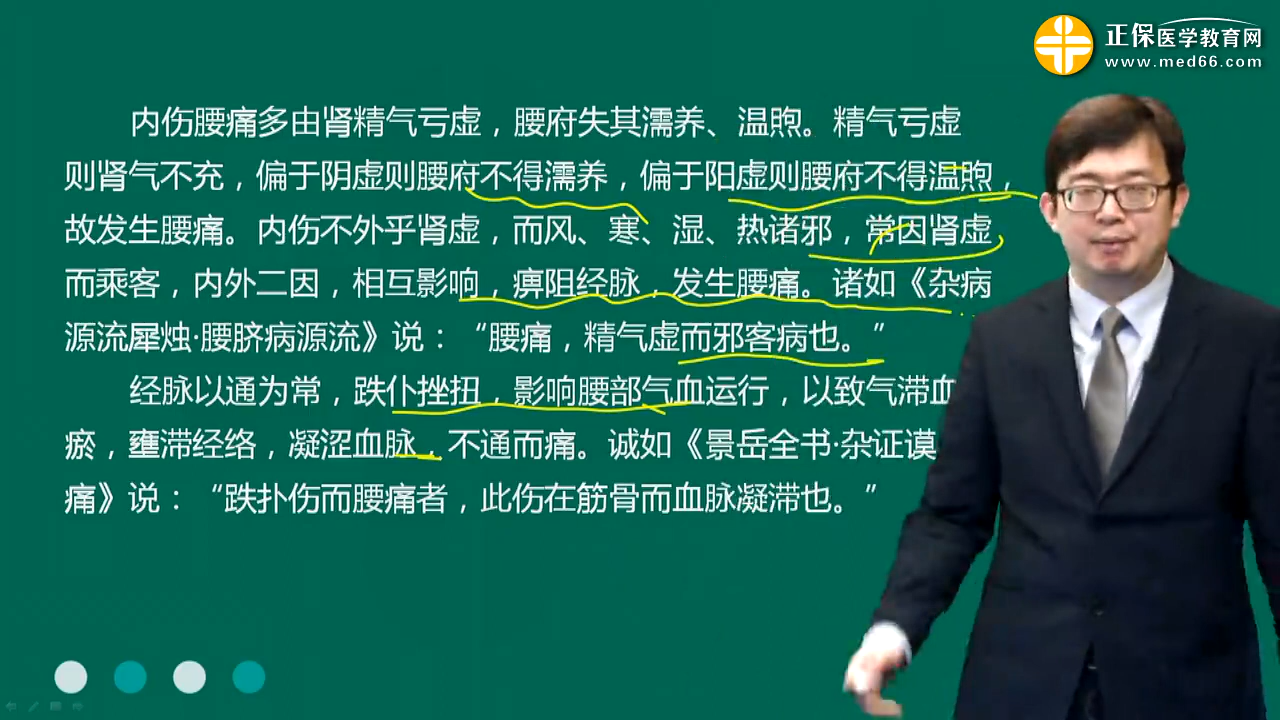 正保医学教育网
www.med66.com
内伤腰痛多由肾精气亏虚，腰府失其濡养、温煦。精气亏虚
则肾气不充，偏于阴虚则腰府不得濡养，偏于阳虚则腰府不得温煦，
故发生腰痛。内伤不外乎肾虚，而风、寒、湿、热诸邪，常因肾虚
而乘客，内外二因，相互影响，痹阻经脉，发生腰痛。诸如《杂病
源流犀烛·腰脐病源流》说：“腰痛，精气虚而邪客病也。”
经脉以通为常，跌仆挫扭，影响腰部气血运行，以致气滞血
瘀，壅滞经络，凝涩血脉，不通而痛。诚如《景岳全书·杂证谟
痛》说：“跌扑伤而腰痛者，此伤在筋骨而血脉凝滞也。”